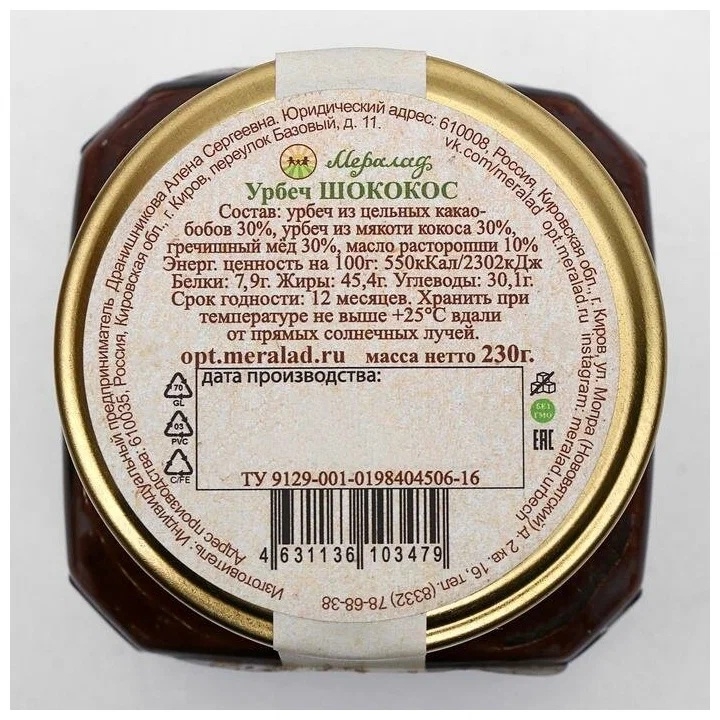 Изготовитель: Индивидуальный предприниматель Дранишникова Алена Сергеевна. Юридический адрес: 610008, Россия, Кировская обл., г. Киров, ул. Мопра (Нововятский) д. 2 кв. 16, тел. (8332) 78-68-38
Адрес производства: 610035, Россия, Кировская обл., г. Киров, переулок Базовый, д. 11.
vk.com/meralad opt.meralad.ru instagram: meralad.urbech
Мералад
Урбеч ШОКОКОС
Состав: урбеч из цельных какао-
бобов 30%, урбеч из мякоти кокоса 30%,
гречишный мёд 30%, масло расторопши 10%
Энерг. ценность на 100г: 550кКал/2302кДж
Белки: 7,9г. Жиры: 45,4г. Углеводы: 30,1г.
Срок годности: 12 месяцев. Хранить при
температуре не выше +25°С вдали
от прямых солнечных лучей.
opt.meralad.ru масса нетто 230г.
дата производства:
70
GL
03
PVC
C/FE
БЕЗ
ГМО
EAC
ТУ 9129-001-0198404506-16
4 631136 103479